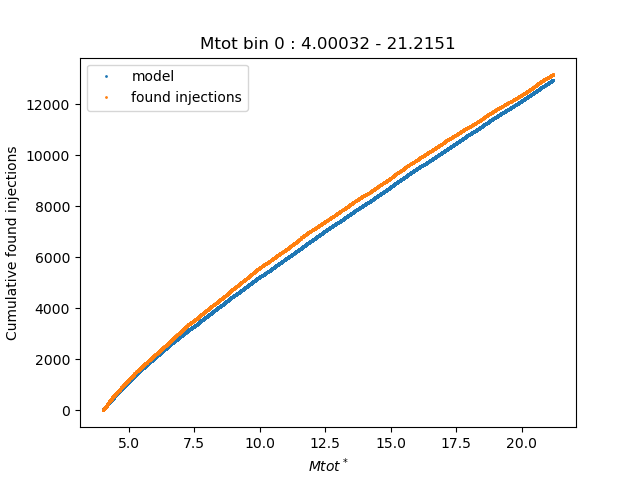 Mtot bin 0 : 4.00032 - 21.2151
model
found injections
Cumulative found injections
12000
10000
8000
6000
4000
2000
0
5.0 7.5 10.0 12.5 15.0 17.5 20.0
Mtot*